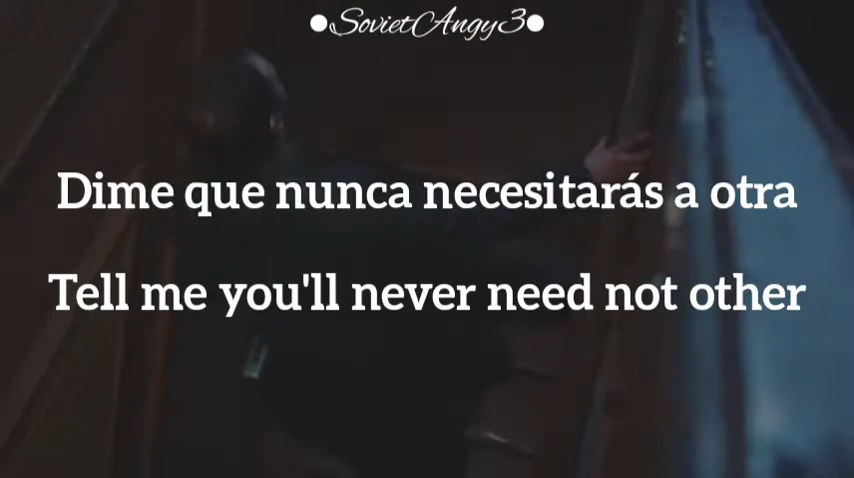 ●SovietAngy3●
Dime que nunca necesitarás a otra
Tell me you'll never need not other